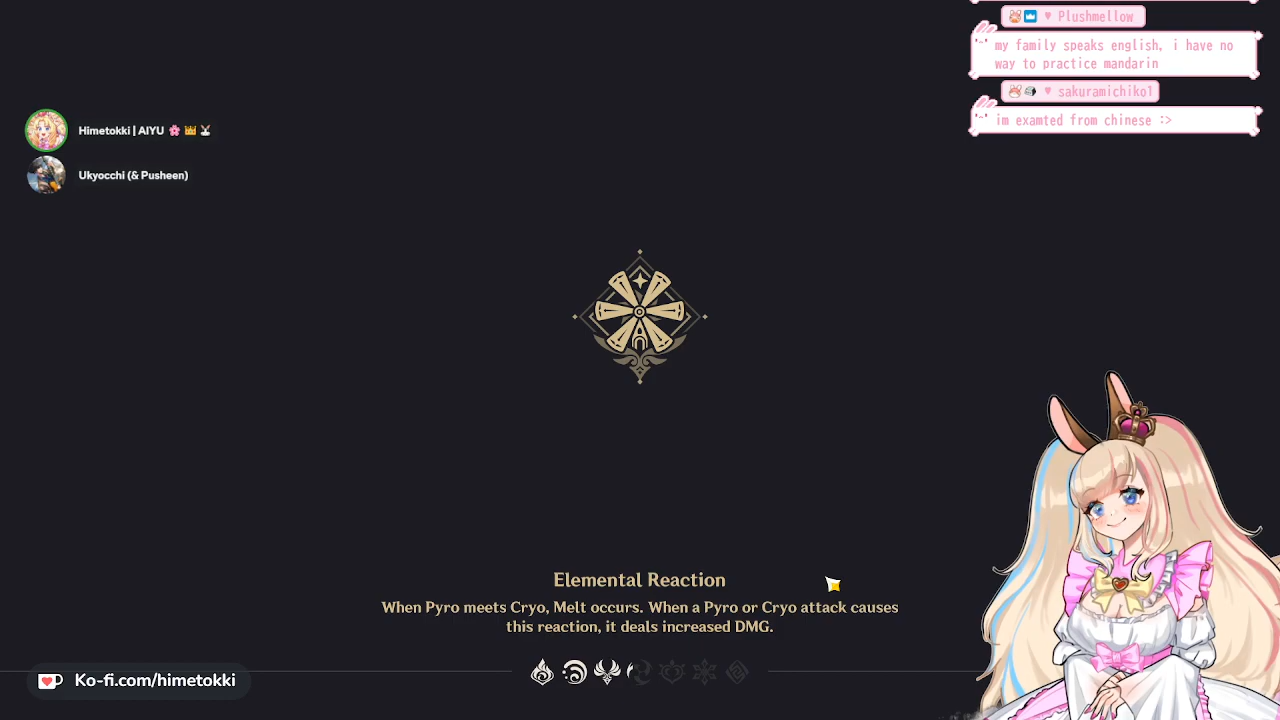 Plushmellow
my family speaks english, i have no
way to practice mandarin
sakuramichiko1
im examted from chinese :>
Himetokki | AIYU
Ukyocchi (& Pusheen)
Elemental Reaction
When Pyro meets Cryo, Melt occurs. When a Pyro or Cryo attack causes
this reaction, it deals increased DMG.
Ko-fi.com/himetokki